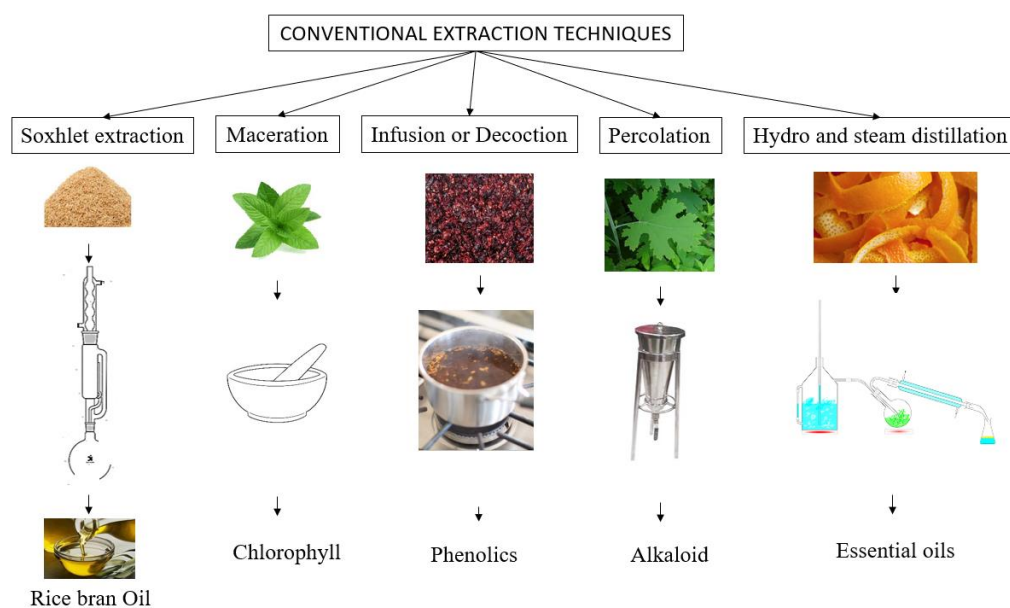 CONVENTIONAL EXTRACTION TECHNIQUES
Soxhlet extraction
Maceration
Infusion or Decoction
Percolation
Hydro and steam distillation
Chlorophyll
Phenolics
Alkaloid
Essential oils
Rice bran Oil